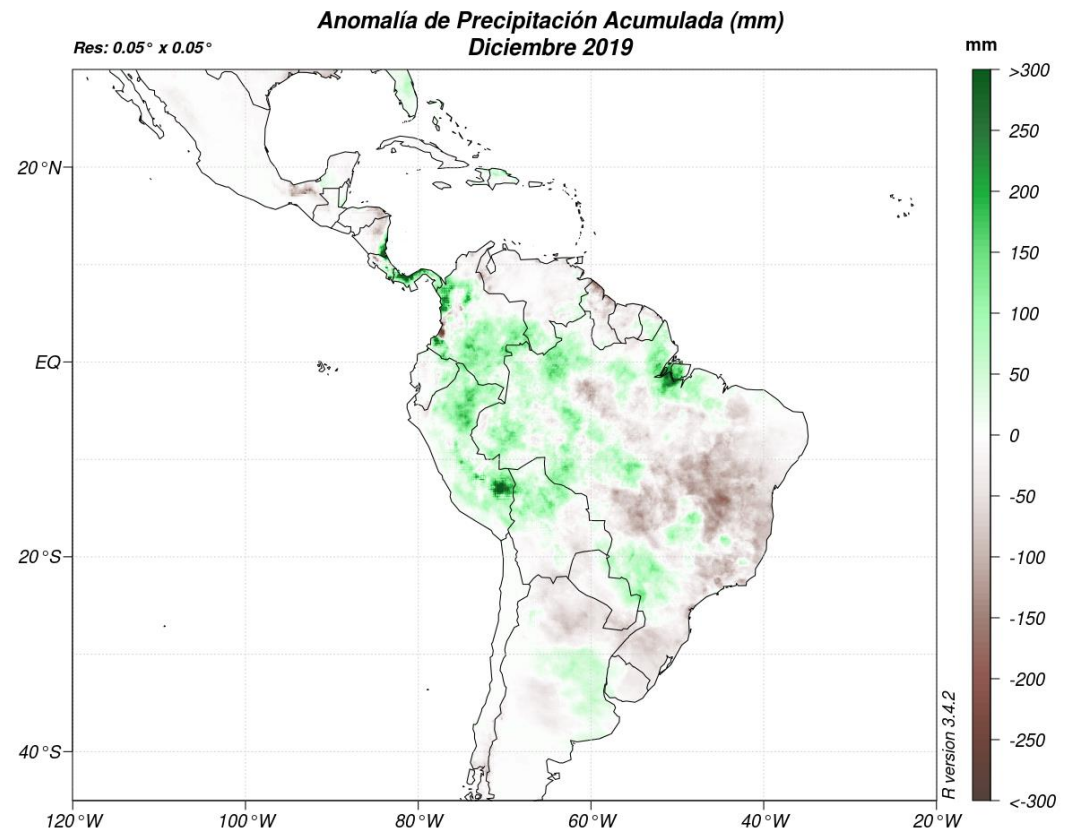 Anomalía de Precipitación Acumulada (mm)
Diciembre 2019
Res: 0.05° x 0.05°
mm
>300
250
200
150
100
50
0
-50
-100
-150
-200
-250
<-300
20°N
EQ
20°S
40°S
120°W
100°W
80°W
60°W
40°W
20°W
R version 3.4.2